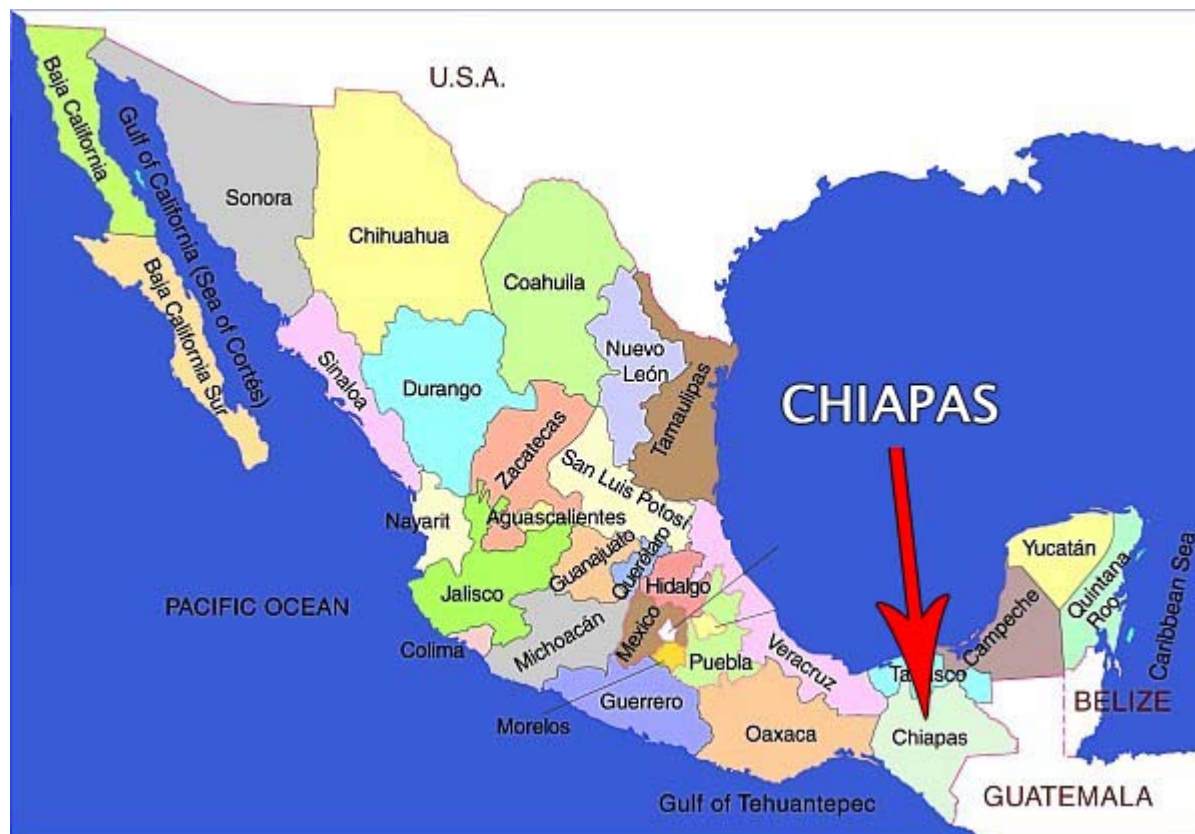 U.S.A.
Baja California
Gulf of California (Sea of Cortés)
Sonora
Chihuahua
Coahuila
Baja California Sur
Sinaloa
Durango
Nuevo
León
Tamaulipas
CHIAPAS
Zacatecas
San Luis Potosí
Nayarit
Aguascalientes
Guanajuato
Querétaro
Hidalgo
Yucatán
Quintana
Roo
Caribbean Sea
Campeche
PACIFIC OCEAN
Jalisco
Colima
Michoacán
Mexico
Puebla
Veracruz
BELIZE
Guerrero
Morelos
Oaxaca
Chiapas
GUATEMALA
Gulf of Tehuantepec